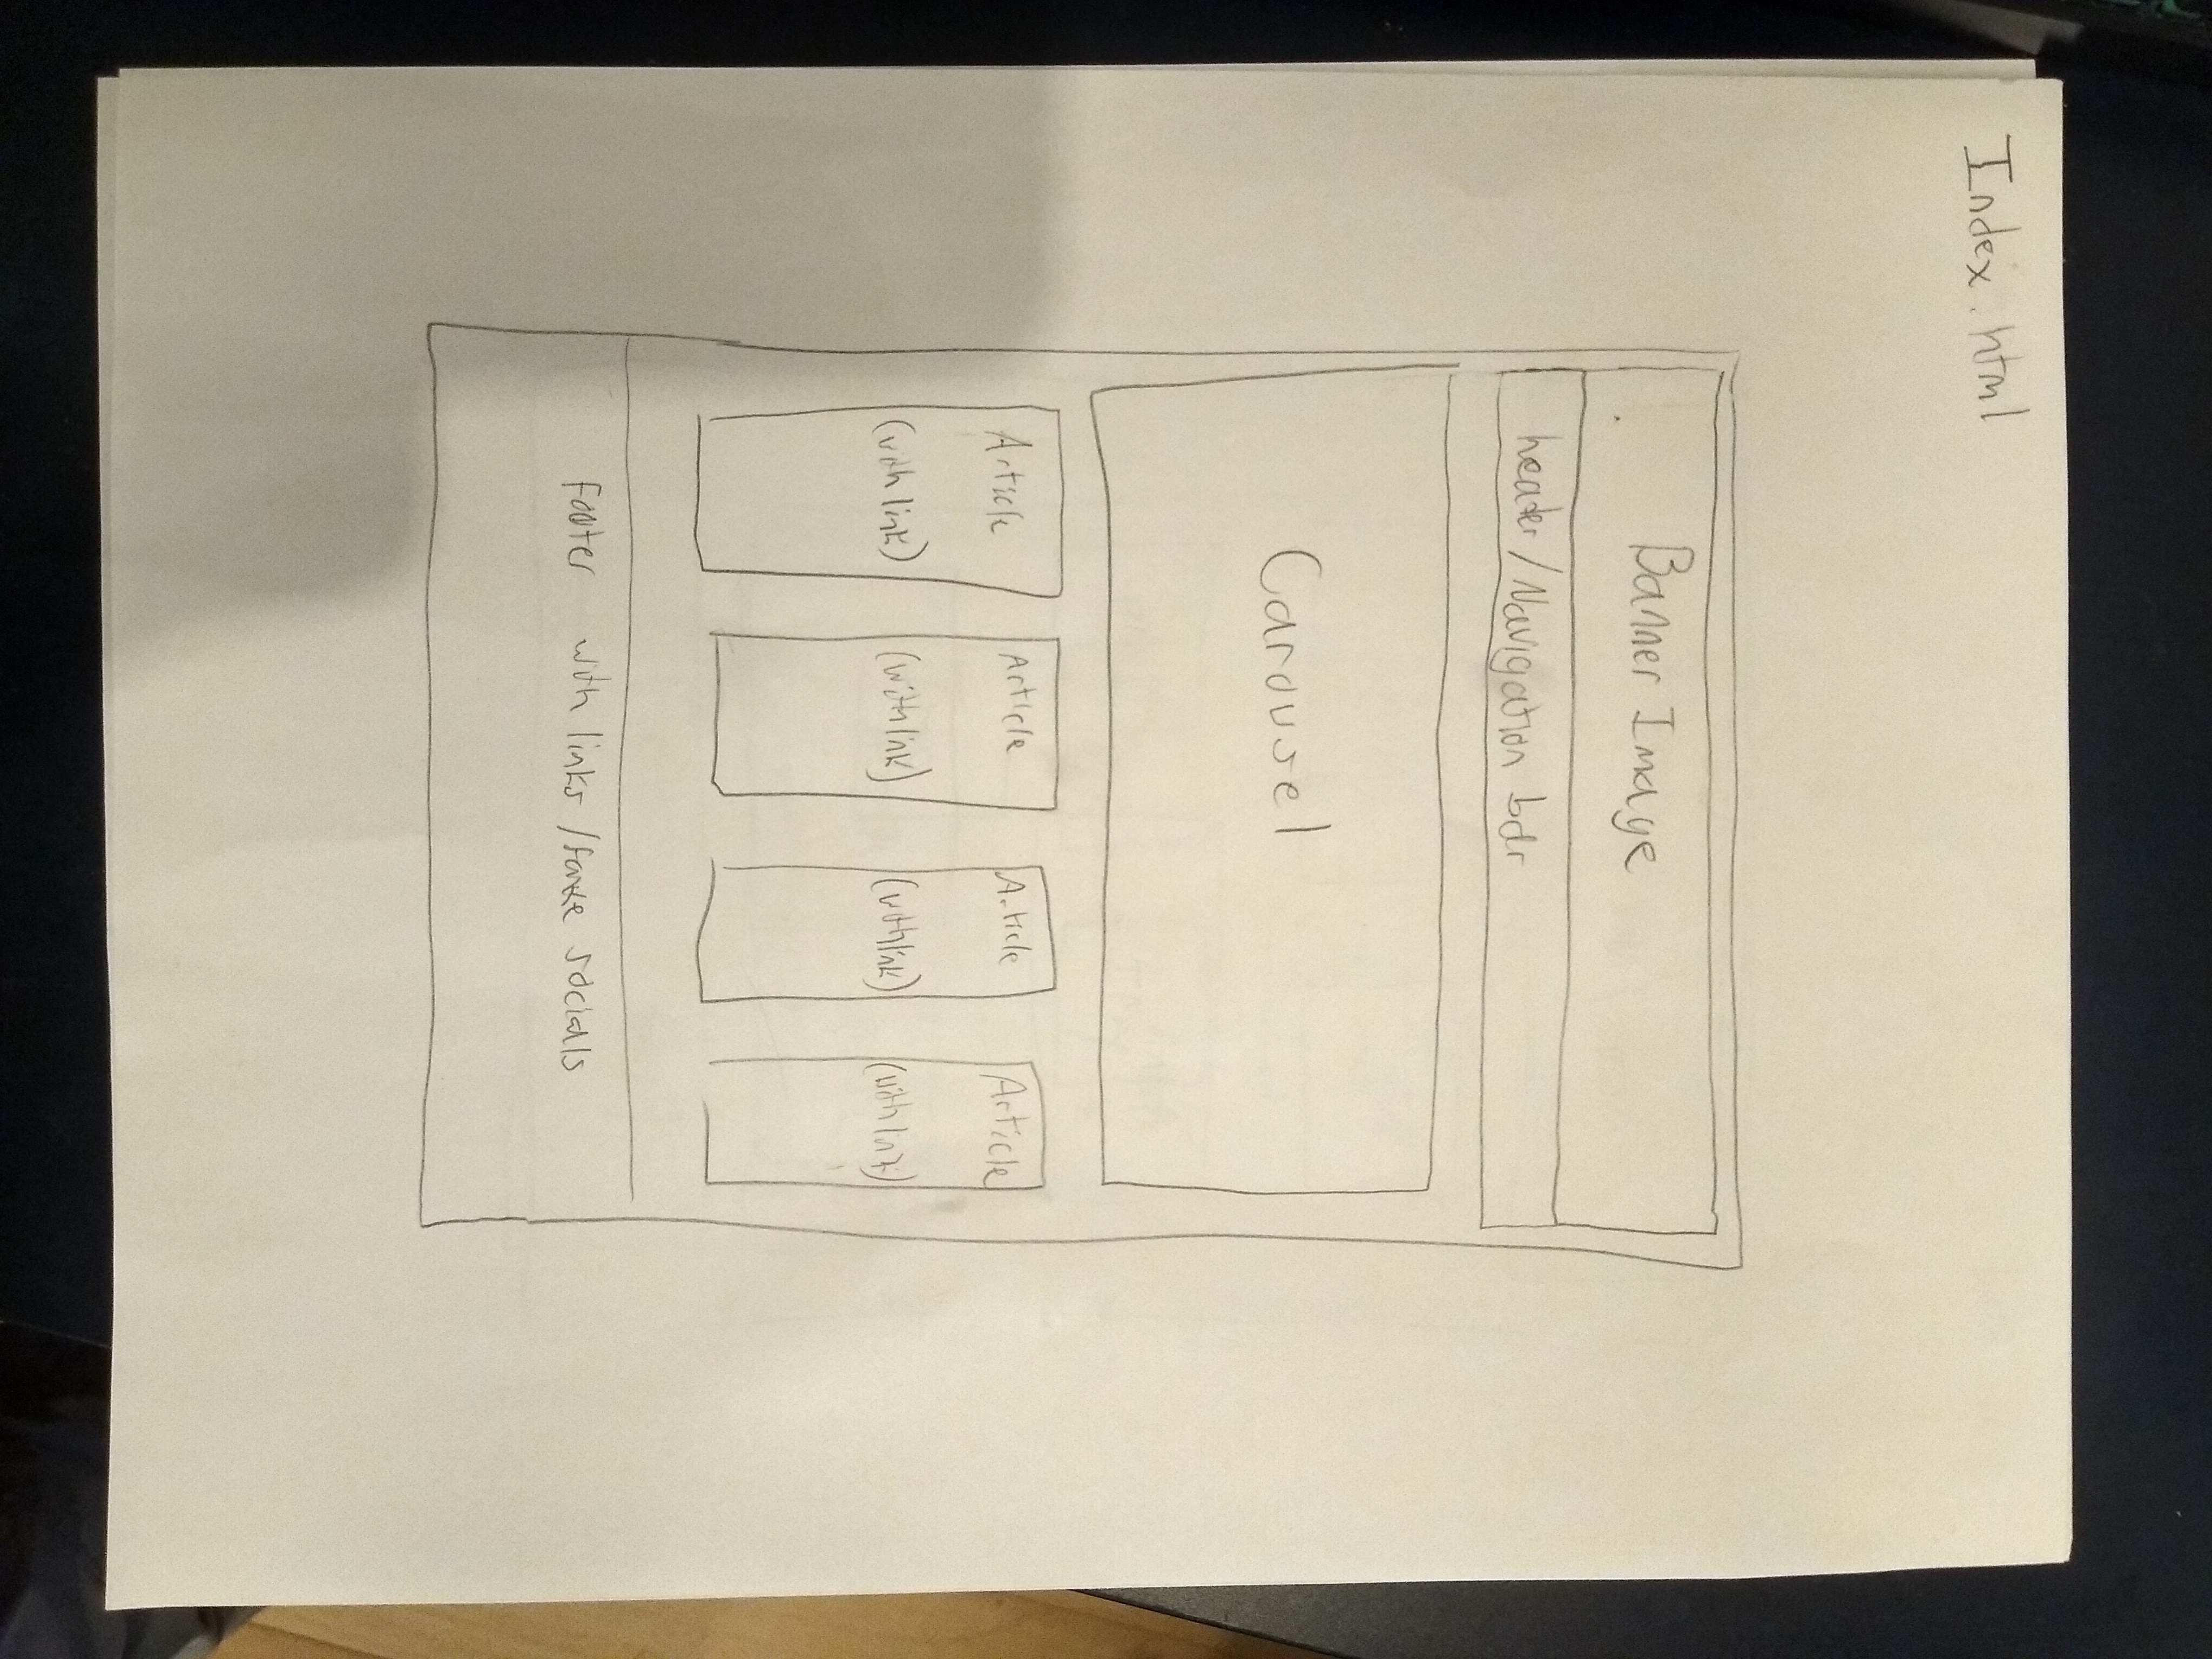 Index.html
Banner Image
header/Navigation bar
Carousel
Article Article Article Article
(with link) (with link) (with link) (with link)
Footer with links /fake socials